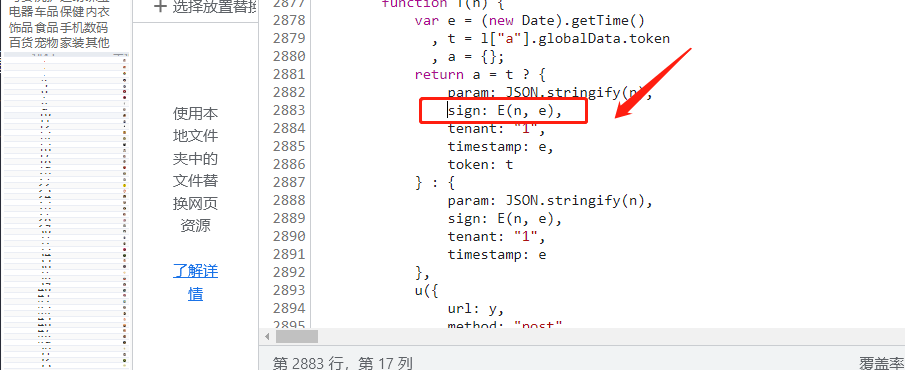 电器车品保健内衣
饰品食品手机数码
百货宠物家装其他
+ 选择放置替换
使用本
地文件
夹中的
文件替
换网页
资源
了解详
情
2877 function T(n) {
2878 var e = (new Date).getTime()
2879 , t = l["a"].globalData.token
2880 , a = {};
2881 return a = t ? {
2882 param: JSON.stringify(n),
2883 sign: E(n, e),
2884 tenant: "1",
2885 timestamp: e,
2886 token: t
2887 } : {
2888 param: JSON.stringify(n),
2889 sign: E(n, e),
2890 tenant: "1",
2891 timestamp: e
2892 },
2893 u({
2894 url: y,
2895 method: "post"
第 2883 行，第 17 列
覆盖率